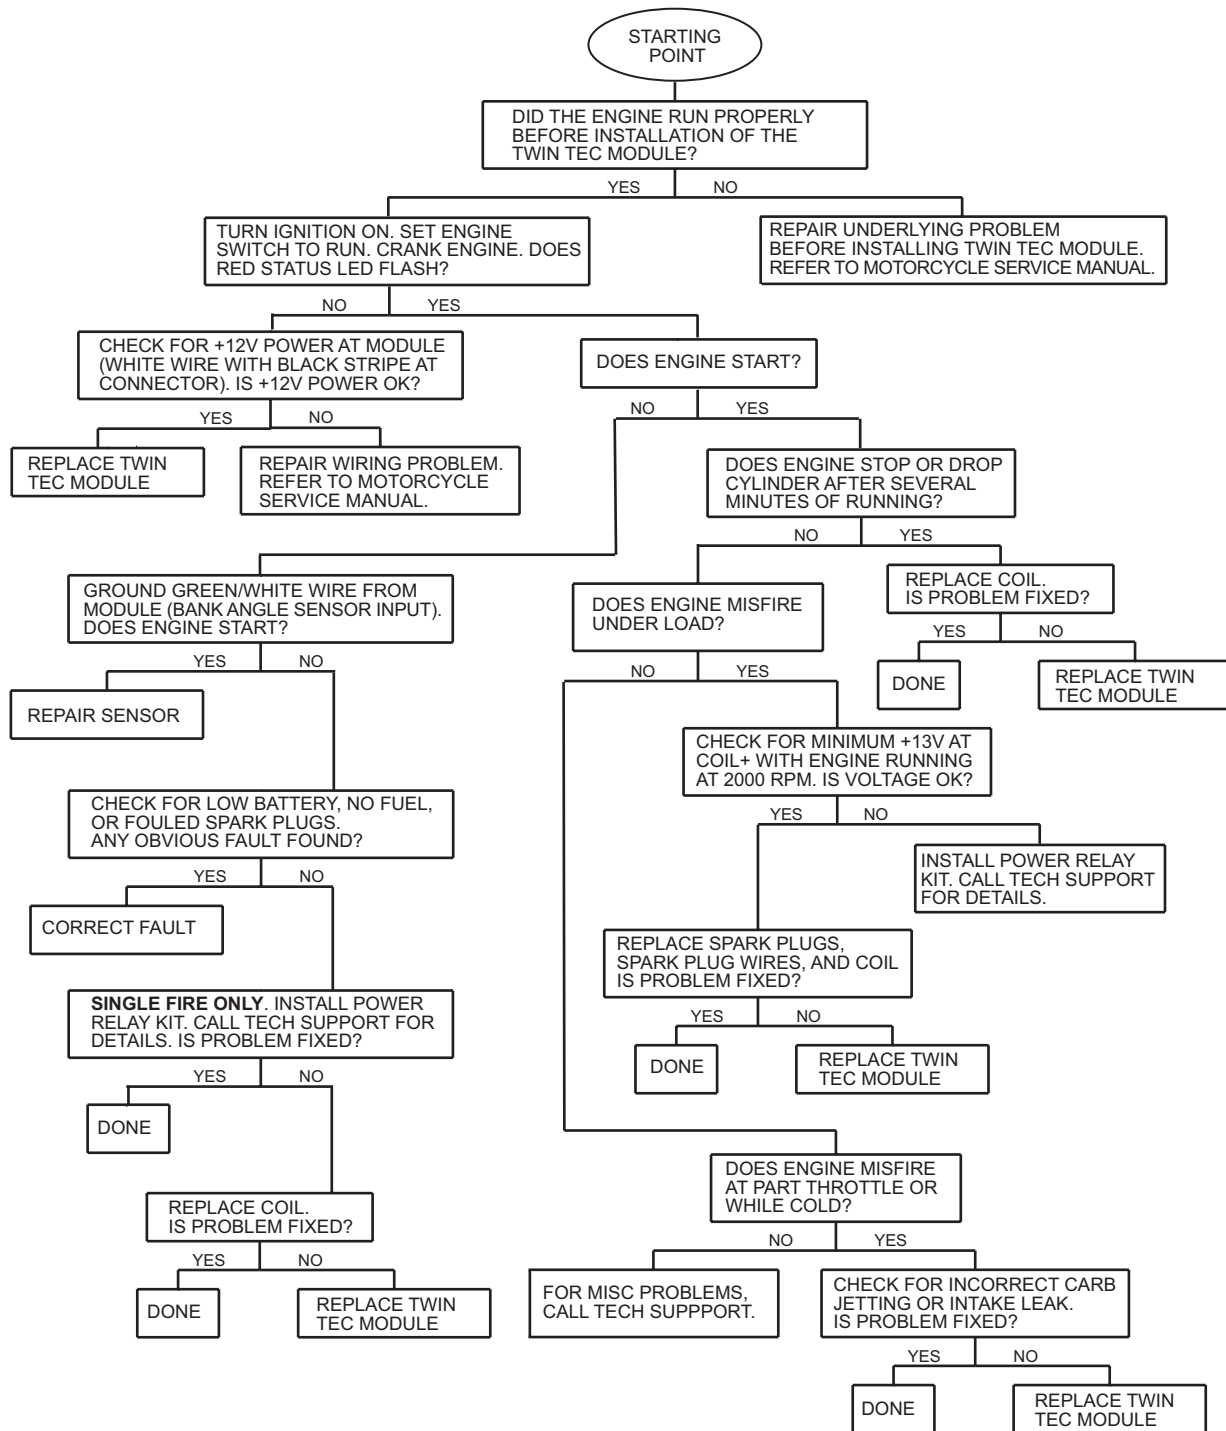 STARTING
POINT
DID THE ENGINE RUN PROPERLY
BEFORE INSTALLATION OF THE
TWIN TEC MODULE?
YES
NO
TURN IGNITION ON. SET ENGINE
SWITCH TO RUN. CRANK ENGINE. DOES
RED STATUS LED FLASH?
REPAIR UNDERLYING PROBLEM
BEFORE INSTALLING TWIN TEC MODULE.
REFER TO MOTORCYCLE SERVICE MANUAL.
NO
YES
CHECK FOR +12V POWER AT MODULE
(WHITE WIRE WITH BLACK STRIPE AT
CONNECTOR). IS +12V POWER OK?
DOES ENGINE START?
YES
NO
NO
YES
REPLACE TWIN
TEC MODULE
REPAIR WIRING PROBLEM.
REFER TO MOTORCYCLE
SERVICE MANUAL.
DOES ENGINE STOP OR DROP
CYLINDER AFTER SEVERAL
MINUTES OF RUNNING?
NO
YES
GROUND GREEN/WHITE WIRE FROM
MODULE (BANK ANGLE SENSOR INPUT).
DOES ENGINE START?
DOES ENGINE MISFIRE
UNDER LOAD?
REPLACE COIL.
IS PROBLEM FIXED?
YES
NO
NO
YES
YES
NO
REPAIR SENSOR
DONE
REPLACE TWIN
TEC MODULE
CHECK FOR MINIMUM +13V AT
COIL+ WITH ENGINE RUNNING
AT 2000 RPM. IS VOLTAGE OK?
CHECK FOR LOW BATTERY, NO FUEL,
OR FOULED SPARK PLUGS.
ANY OBVIOUS FAULT FOUND?
YES
NO
INSTALL POWER RELAY
KIT. CALL TECH SUPPORT
FOR DETAILS.
YES
NO
CORRECT FAULT
REPLACE SPARK PLUGS,
SPARK PLUG WIRES, AND COIL
IS PROBLEM FIXED?
SINGLE FIRE ONLY. INSTALL POWER
RELAY KIT. CALL TECH SUPPORT FOR
DETAILS. IS PROBLEM FIXED?
YES
NO
DONE
REPLACE TWIN
TEC MODULE
YES
NO
DONE
DOES ENGINE MISFIRE
AT PART THROTTLE OR
WHILE COLD?
REPLACE COIL.
IS PROBLEM FIXED?
NO
YES
YES
NO
DONE
REPLACE TWIN
TEC MODULE
FOR MISC PROBLEMS,
CALL TECH SUPPPORT.
CHECK FOR INCORRECT CARB
JETTING OR INTAKE LEAK.
IS PROBLEM FIXED?
YES
NO
DONE
REPLACE TWIN
TEC MODULE